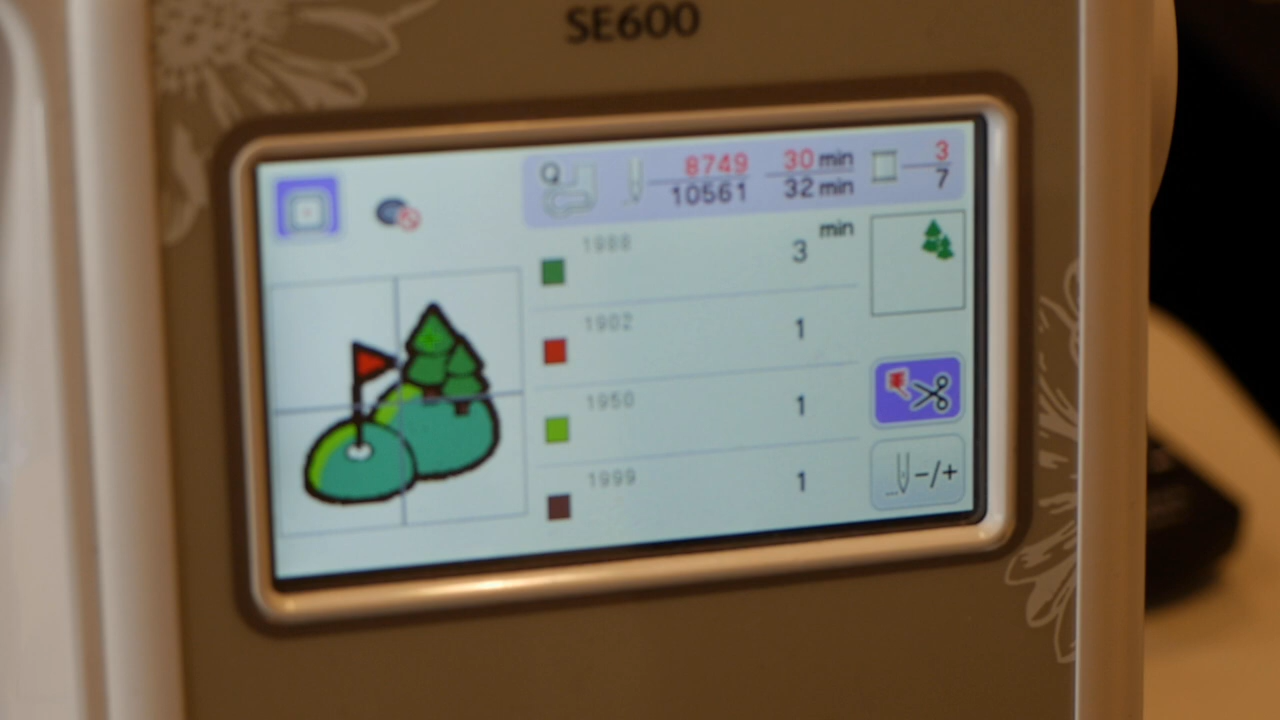 SE600
Q 8749 30 min 3
10561 32 min 7
min
1988 3
1902 1
1950 1
1999 1
-/+